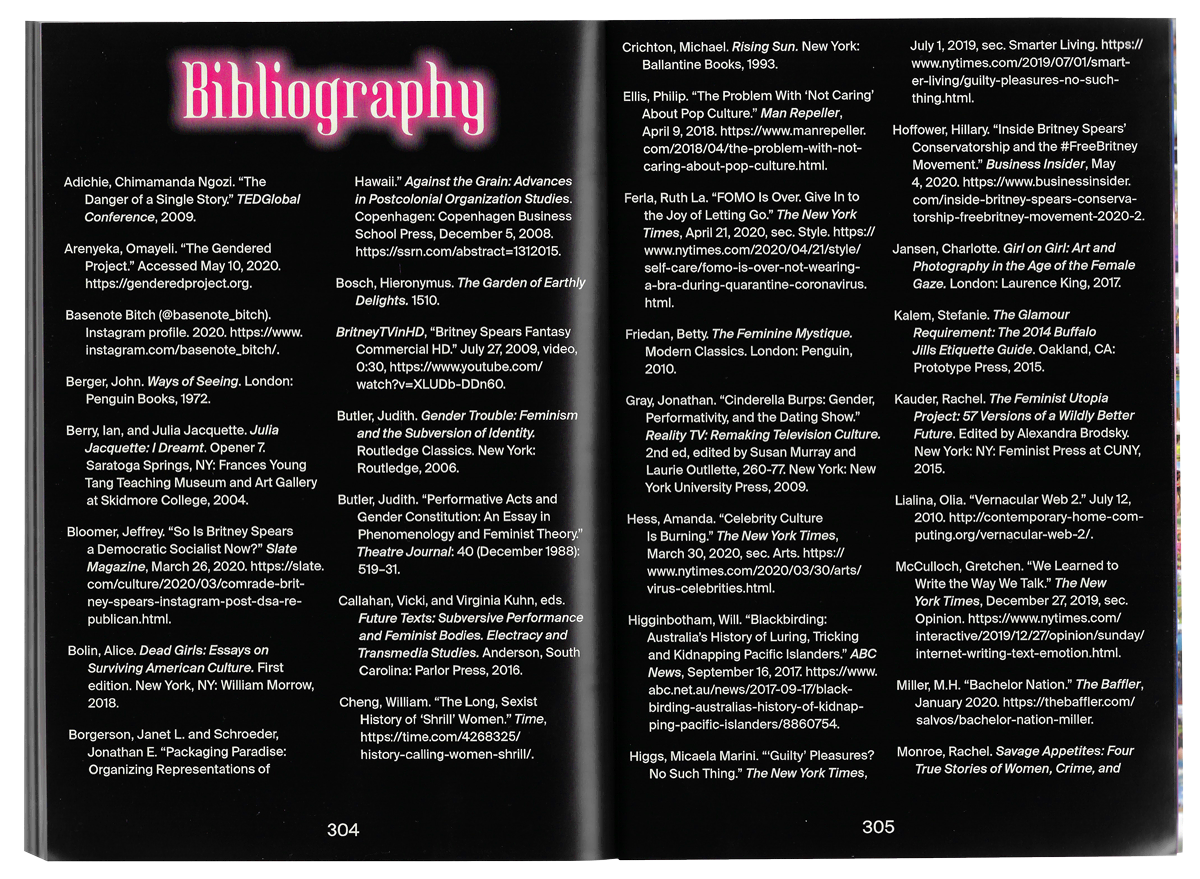 Bibliography
Adichie, Chimamanda Ngozi. “The
Danger of a Single Story.” TEDGlobal
Conference, 2009.
Arenyeka, Omayeli. “The Gendered
Project.” Accessed May 10, 2020.
https://genderedproject.org.
Basenote Bitch (@basenote_bitch).
Instagram profile. 2020. https://www.
instagram.com/basenote_bitch/.
Berger, John. Ways of Seeing. London:
Penguin Books, 1972.
Berry, Ian, and Julia Jacquette. Julia
Jacquette: I Dreamt. Opener 7.
Saratoga Springs, NY: Frances Young
Tang Teaching Museum and Art Gallery
at Skidmore College, 2004.
Bloomer, Jeffrey. “So Is Britney Spears
a Democratic Socialist Now?” Slate
Magazine, March 26, 2020. https://slate.
com/culture/2020/03/comrade-brit-
ney-spears-instagram-post-dsa-re-
publican.html.
Bolin, Alice. Dead Girls: Essays on
Surviving American Culture. First
edition. New York, NY: William Morrow,
2018.
Borgerson, Janet L. and Schroeder,
Jonathan E. “Packaging Paradise:
Organizing Representations of
Hawaii.” Against the Grain: Advances
in Postcolonial Organization Studies.
Copenhagen: Copenhagen Business
School Press, December 5, 2008.
https://ssrn.com/abstract=1312015.
Bosch, Hieronymus. The Garden of Earthly
Delights. 1510.
BritneyTVinHD, “Britney Spears Fantasy
Commercial HD.” July 27, 2009, video,
0:30, https://www.youtube.com/
watch?v=XLUDb-DDn60.
Butler, Judith. Gender Trouble: Feminism
and the Subversion of Identity.
Routledge Classics. New York:
Routledge, 2006.
Butler, Judith. “Performative Acts and
Gender Constitution: An Essay in
Phenomenology and Feminist Theory.”
Theatre Journal: 40 (December 1988):
519–31.
Callahan, Vicki, and Virginia Kuhn, eds.
Future Texts: Subversive Performance
and Feminist Bodies. Electracy and
Transmedia Studies. Anderson, South
Carolina: Parlor Press, 2016.
Cheng, William. “The Long, Sexist
History of ‘Shrill’ Women.” Time,
https://time.com/4268325/
history-calling-women-shrill/.
304
Crichton, Michael. Rising Sun. New York:
Ballantine Books, 1993.
Ellis, Philip. “The Problem With ‘Not Caring’
About Pop Culture.” Man Repeller,
April 9, 2018. https://www.manrepeller.
com/2018/04/the-problem-with-not-
caring-about-pop-culture.html.
Ferla, Ruth La. “FOMO Is Over. Give In to
the Joy of Letting Go.” The New York
Times, April 21, 2020, sec. Style. https://
www.nytimes.com/2020/04/21/style/
self-care/fomo-is-over-not-wearing-
a-bra-during-quarantine-coronavirus.
html.
Friedan, Betty. The Feminine Mystique.
Modern Classics. London: Penguin,
2010.
Gray, Jonathan. “Cinderella Burps: Gender,
Performativity, and the Dating Show.”
Reality TV: Remaking Television Culture.
2nd ed, edited by Susan Murray and
Laurie Outllette, 260-77. New York: New
York University Press, 2009.
Hess, Amanda. “Celebrity Culture
Is Burning.” The New York Times,
March 30, 2020, sec. Arts. https://
www.nytimes.com/2020/03/30/arts/
virus-celebrities.html.
Higginbotham, Will. “Blackbirding:
Australia’s History of Luring, Tricking
and Kidnapping Pacific Islanders.” ABC
News, September 16, 2017. https://www.
abc.net.au/news/2017-09-17/black-
birding-australias-history-of-kidnap-
ping-pacific-islanders/8860754.
Higgs, Micaela Marini. “‘Guilty’ Pleasures?
No Such Thing.” The New York Times,
July 1, 2019, sec. Smarter Living. https://
www.nytimes.com/2019/07/01/smart-
er-living/guilty-pleasures-no-such-
thing.html.
Hoffower, Hillary. “Inside Britney Spears’
Conservatorship and the #FreeBritney
Movement.” Business Insider, May
4, 2020. https://www.businessinsider.
com/inside-britney-spears-conserva-
torship-freebritney-movement-2020-2.
Jansen, Charlotte. Girl on Girl: Art and
Photography in the Age of the Female
Gaze. London: Laurence King, 2017.
Kalem, Stefanie. The Glamour
Requirement: The 2014 Buffalo
Jills Etiquette Guide. Oakland, CA:
Prototype Press, 2015.
Kauder, Rachel. The Feminist Utopia
Project: 57 Versions of a Wildly Better
Future. Edited by Alexandra Brodsky.
New York: NY: Feminist Press at CUNY,
2015.
Lialina, Olia. “Vernacular Web 2.” July 12,
2010. http://contemporary-home-com-
puting.org/vernacular-web-2/.
McCulloch, Gretchen. “We Learned to
Write the Way We Talk.” The New
York Times, December 27, 2019, sec.
Opinion. https://www.nytimes.com/
interactive/2019/12/27/opinion/sunday/
internet-writing-text-emotion.html.
Miller, M.H. “Bachelor Nation.” The Baffler,
January 2020. https://thebaffler.com/
salvos/bachelor-nation-miller.
Monroe, Rachel. Savage Appetites: Four
True Stories of Women, Crime, and
305